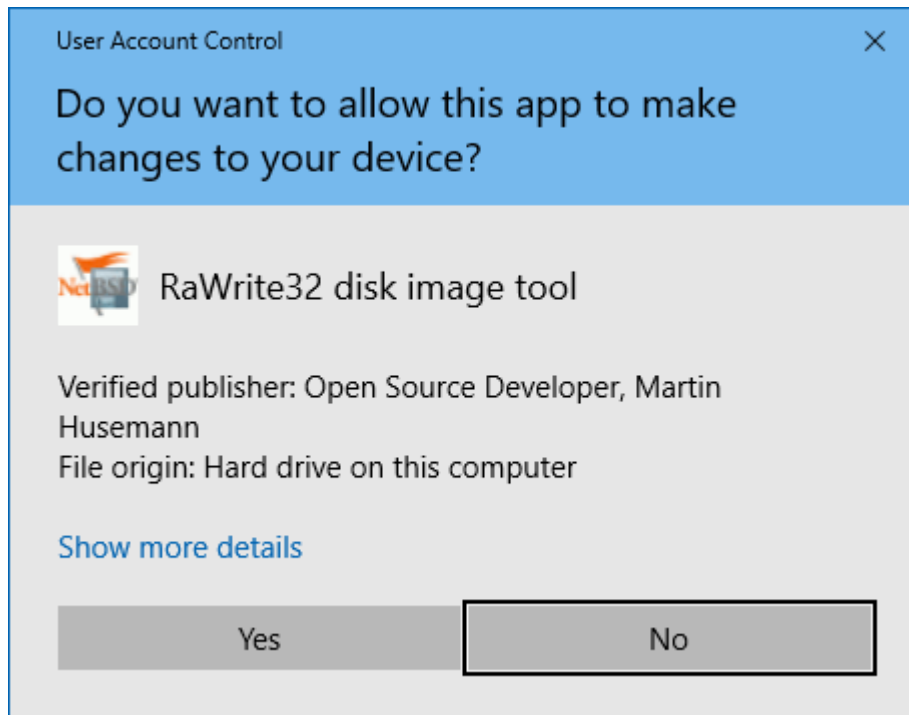 User Account Control
Do you want to allow this app to make
changes to your device?
NetBSD
RaWrite32 disk image tool
Verified publisher: Open Source Developer, Martin
Husemann
File origin: Hard drive on this computer
Show more details
Yes
No